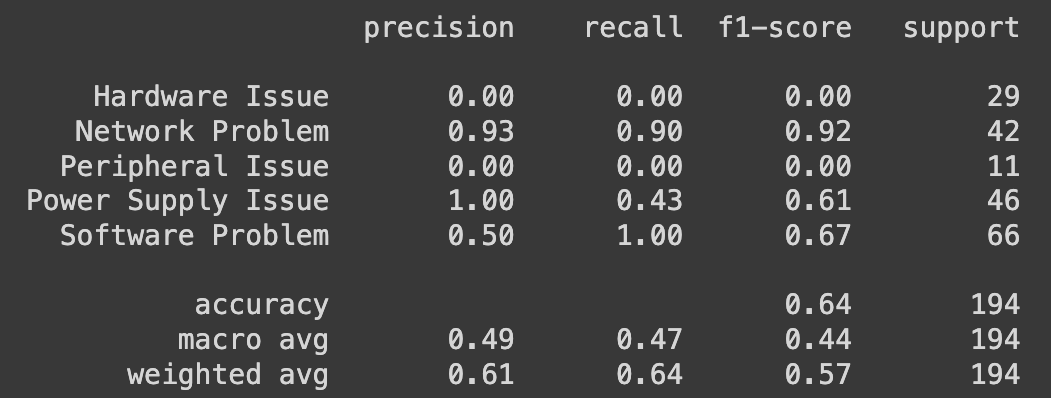 precision recall f1-score support
Hardware Issue 0.00 0.00 0.00 29
Network Problem 0.93 0.90 0.92 42
Peripheral Issue 0.00 0.00 0.00 11
Power Supply Issue 1.00 0.43 0.61 46
Software Problem 0.50 1.00 0.67 66
accuracy 0.64 194
macro avg 0.49 0.47 0.44 194
weighted avg 0.61 0.64 0.57 194